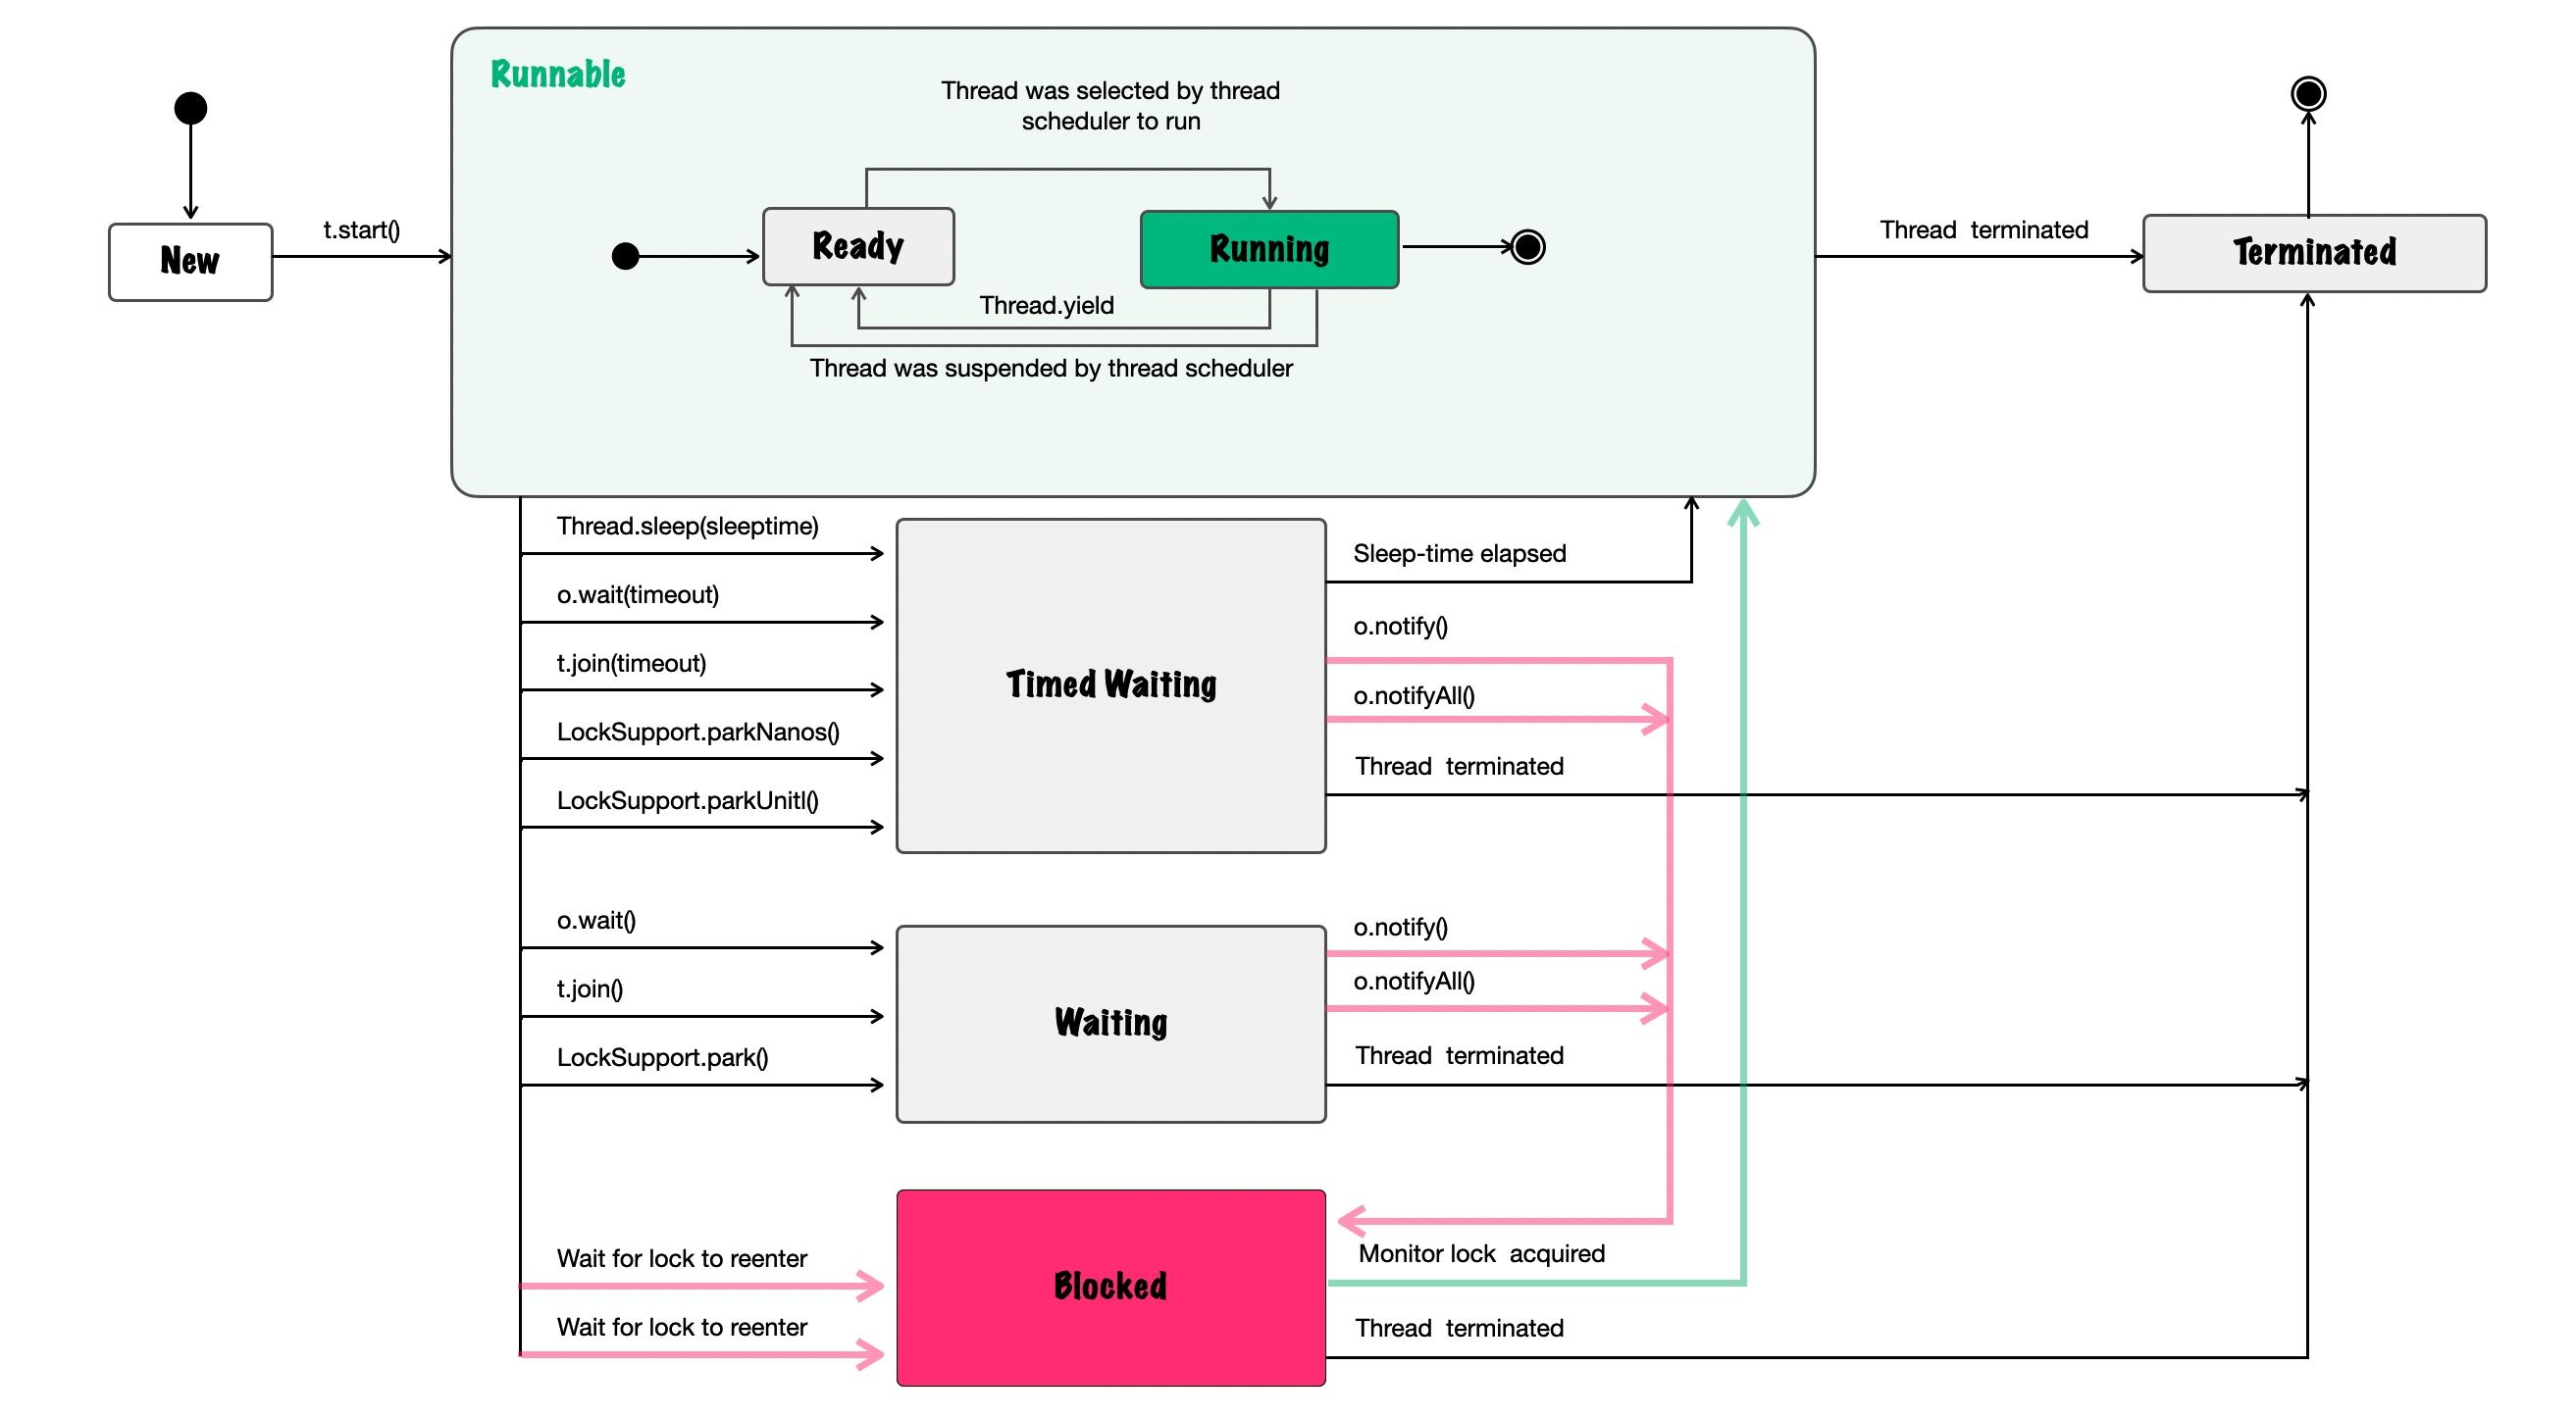 Runnable
Thread was selected by thread
scheduler to run
New
t.start()
Ready
Running
Thread.yield
Thread was suspended by thread scheduler
Thread terminated
Terminated
Thread.sleep(sleeptime)
o.wait(timeout)
t.join(timeout)
LockSupport.parkNanos()
LockSupport.parkUnitl()
Timed Waiting
Sleep-time elapsed
o.notify()
o.notifyAll()
Thread terminated
o.wait()
t.join()
LockSupport.park()
Waiting
o.notify()
o.notifyAll()
Thread terminated
Wait for lock to reenter
Wait for lock to reenter
Blocked
Monitor lock acquired
Thread terminated